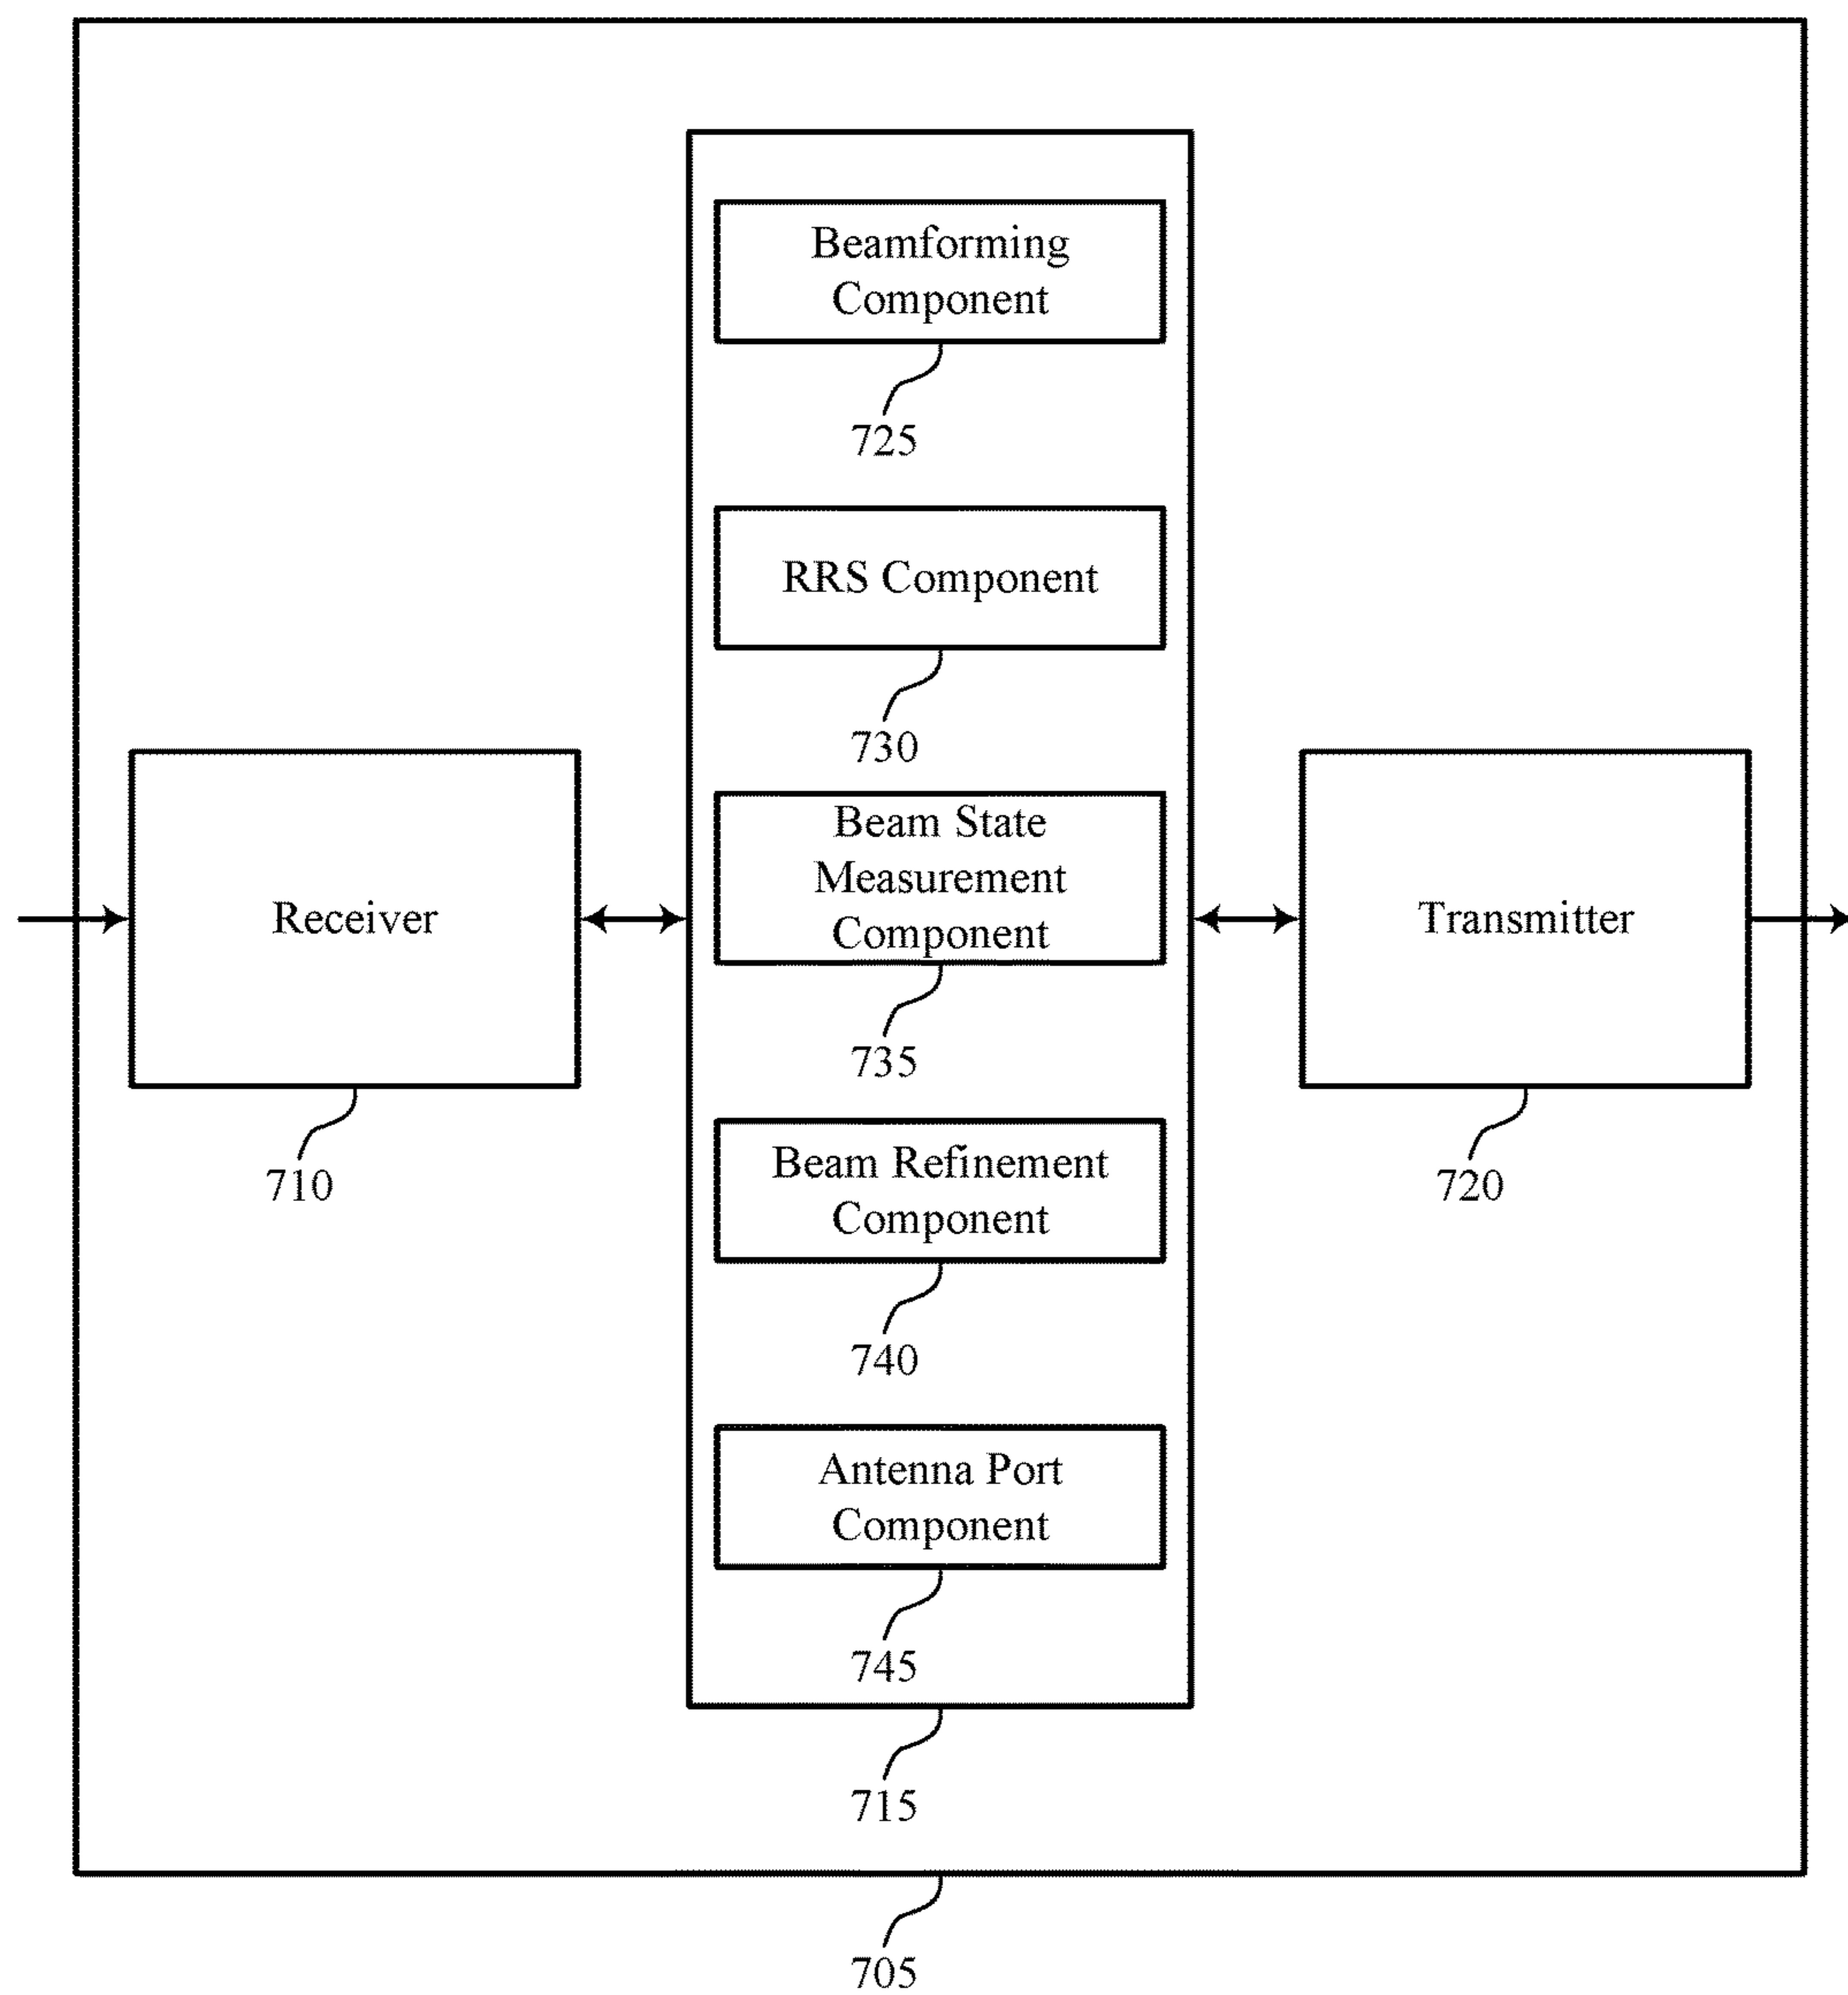 Beamforming
Component
725
RRS Component
730
Receiver
710
Beam State
Measurement
Component
735
Transmitter
720
Beam Refinement
Component
740
Antenna Port
Component
745
715
705